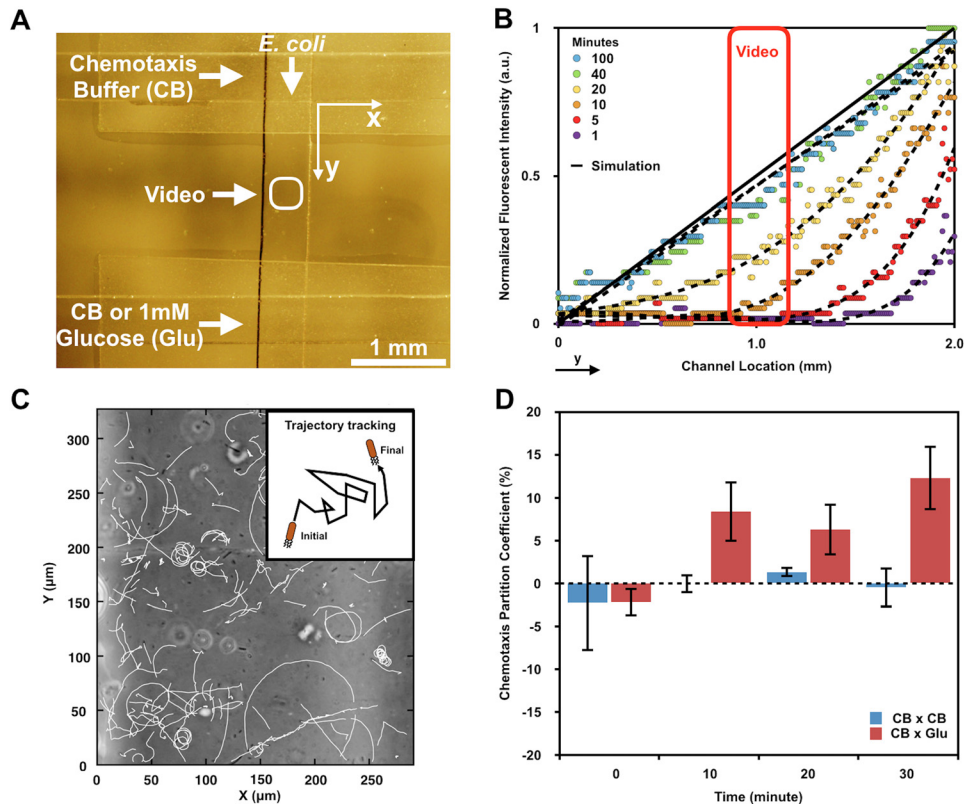 A
E. coli
Chemotaxis
Buffer (CB)
x
y
Video
CB or 1mM
Glucose (Glu)
1 mm
B
Normalized Fluorescent Intensity (a.u.)
1
0.5
0
Minutes
100
40
20
10
5
1
Simulation
Video
0
1.0
2.0
y
Channel Location (mm)
C
Y (µm)
300
250
200
150
100
50
0
Trajectory tracking
Final
Initial
0
50
100
150
200
250
X (µm)
D
Chemotaxis Partition Coefficient (%)
20
15
10
5
0
-5
-10
-15
-20
CB x CB
CB x Glu
0
10
20
30
Time (minute)